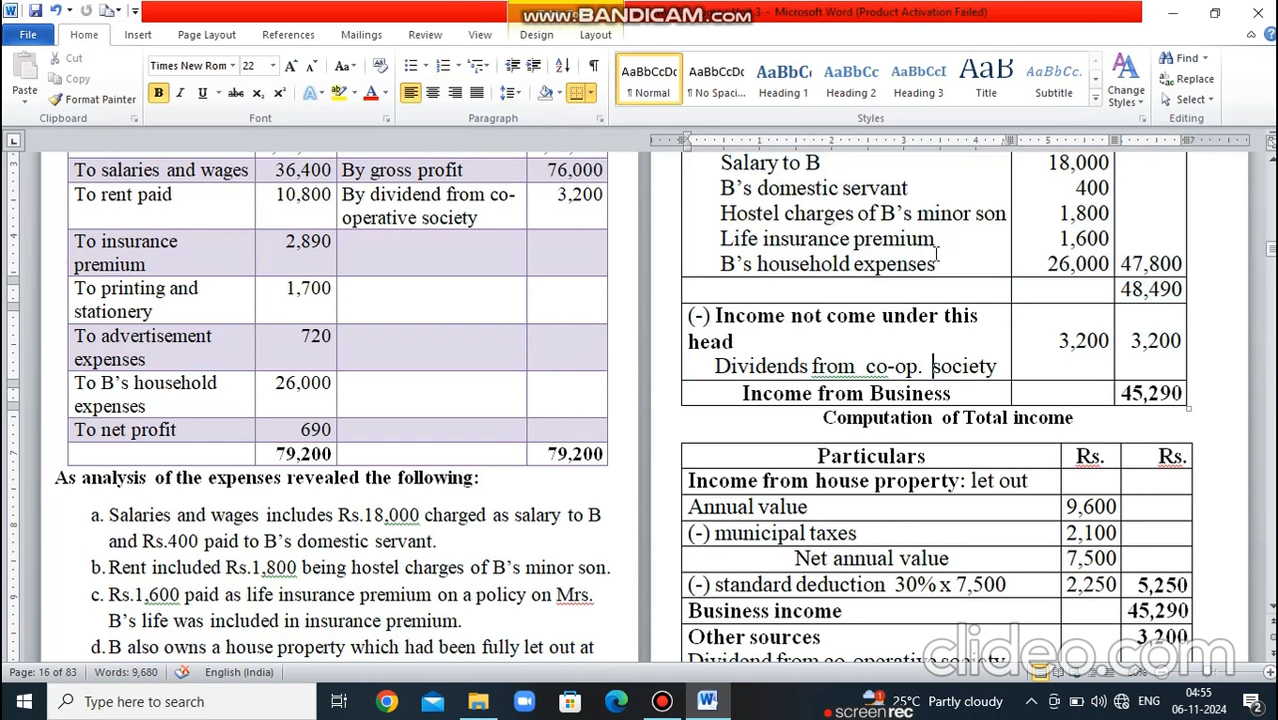 www.BANDICAM.com
Microsoft Word (Product Activation Failed)
Design
Layout
File
Home
Insert
Page Layout
References
Mailings
Review
View
Cut
Copy
Format Painter
Paste
Clipboard
Times New Rom
22
Font
Paragraph
AaBbCcDc
¶ Normal
AaBbCcDc
¶ No Spaci...
AaBbC
Heading 1
AaBbCc
Heading 2
AaBbCcI
Heading 3
AaB
Title
AaBbCc.
Subtitle
Change
Styles
Styles
Find
Replace
Select
Editing
To salaries and wages 36,400 By gross profit 76,000
To rent paid 10,800 By dividend from co- 3,200
operative society
To insurance 2,890
premium
To printing and 1,700
stationery
To advertisement 720
expenses
To B's household 26,000
expenses
To net profit 690
79,200 79,200
As analysis of the expenses revealed the following:
a. Salaries and wages includes Rs.18,000 charged as salary to B
and Rs.400 paid to B's domestic servant.
b. Rent included Rs.1,800 being hostel charges of B's minor son.
c. Rs.1,600 paid as life insurance premium on a policy on Mrs.
B's life was included in insurance premium.
d. B also owns a house property which had been fully let out at
Salary to B 18,000
B's domestic servant 400
Hostel charges of B's minor son 1,800
Life insurance premium 1,600
B's household expenses 26,000 47,800
48,490
(-) Income not come under this
head 3,200 3,200
Dividends from co-op. society
Income from Business 45,290
Computation of Total income
Particulars Rs. Rs.
Income from house property: let out
Annual value 9,600
(-) municipal taxes 2,100
Net annual value 7,500
(-) standard deduction 30% x 7,500 2,250 5,250
Business income 45,290
Other sources 3,200
Dividend from co-operative society
clideo.com
Page: 16 of 83
Words: 9,680
English (India)
Type here to search
25°C Partly cloudy
ENG
04:55
06-11-2024
2
screenrec